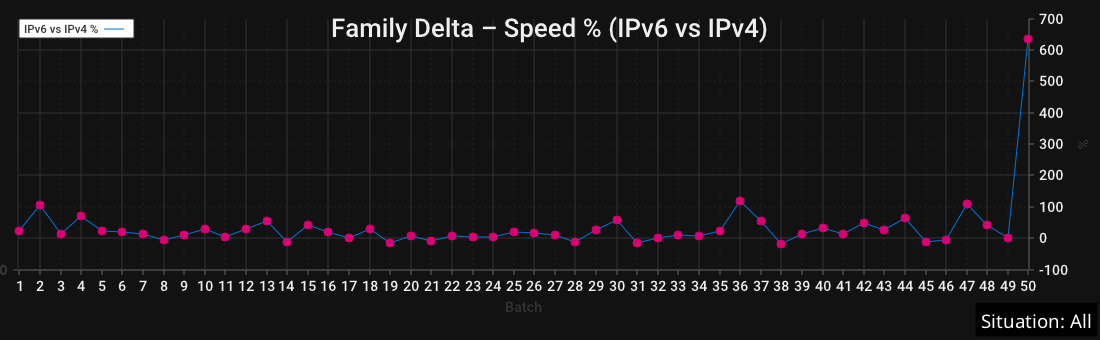 Family Delta – Speed % (IPv6 vs IPv4)
IPv6 vs IPv4 %
700
600
500
400
300
200
100
0
-100
%
0
1 2 3 4 5 6 7 8 9 10 11 12 13 14 15 16 17 18 19 20 21 22 23 24 25 26 27 28 29 30 31 32 33 34 35 36 37 38 39 40 41 42 43 44 45 46 47 48 49 50
Batch
Situation: All